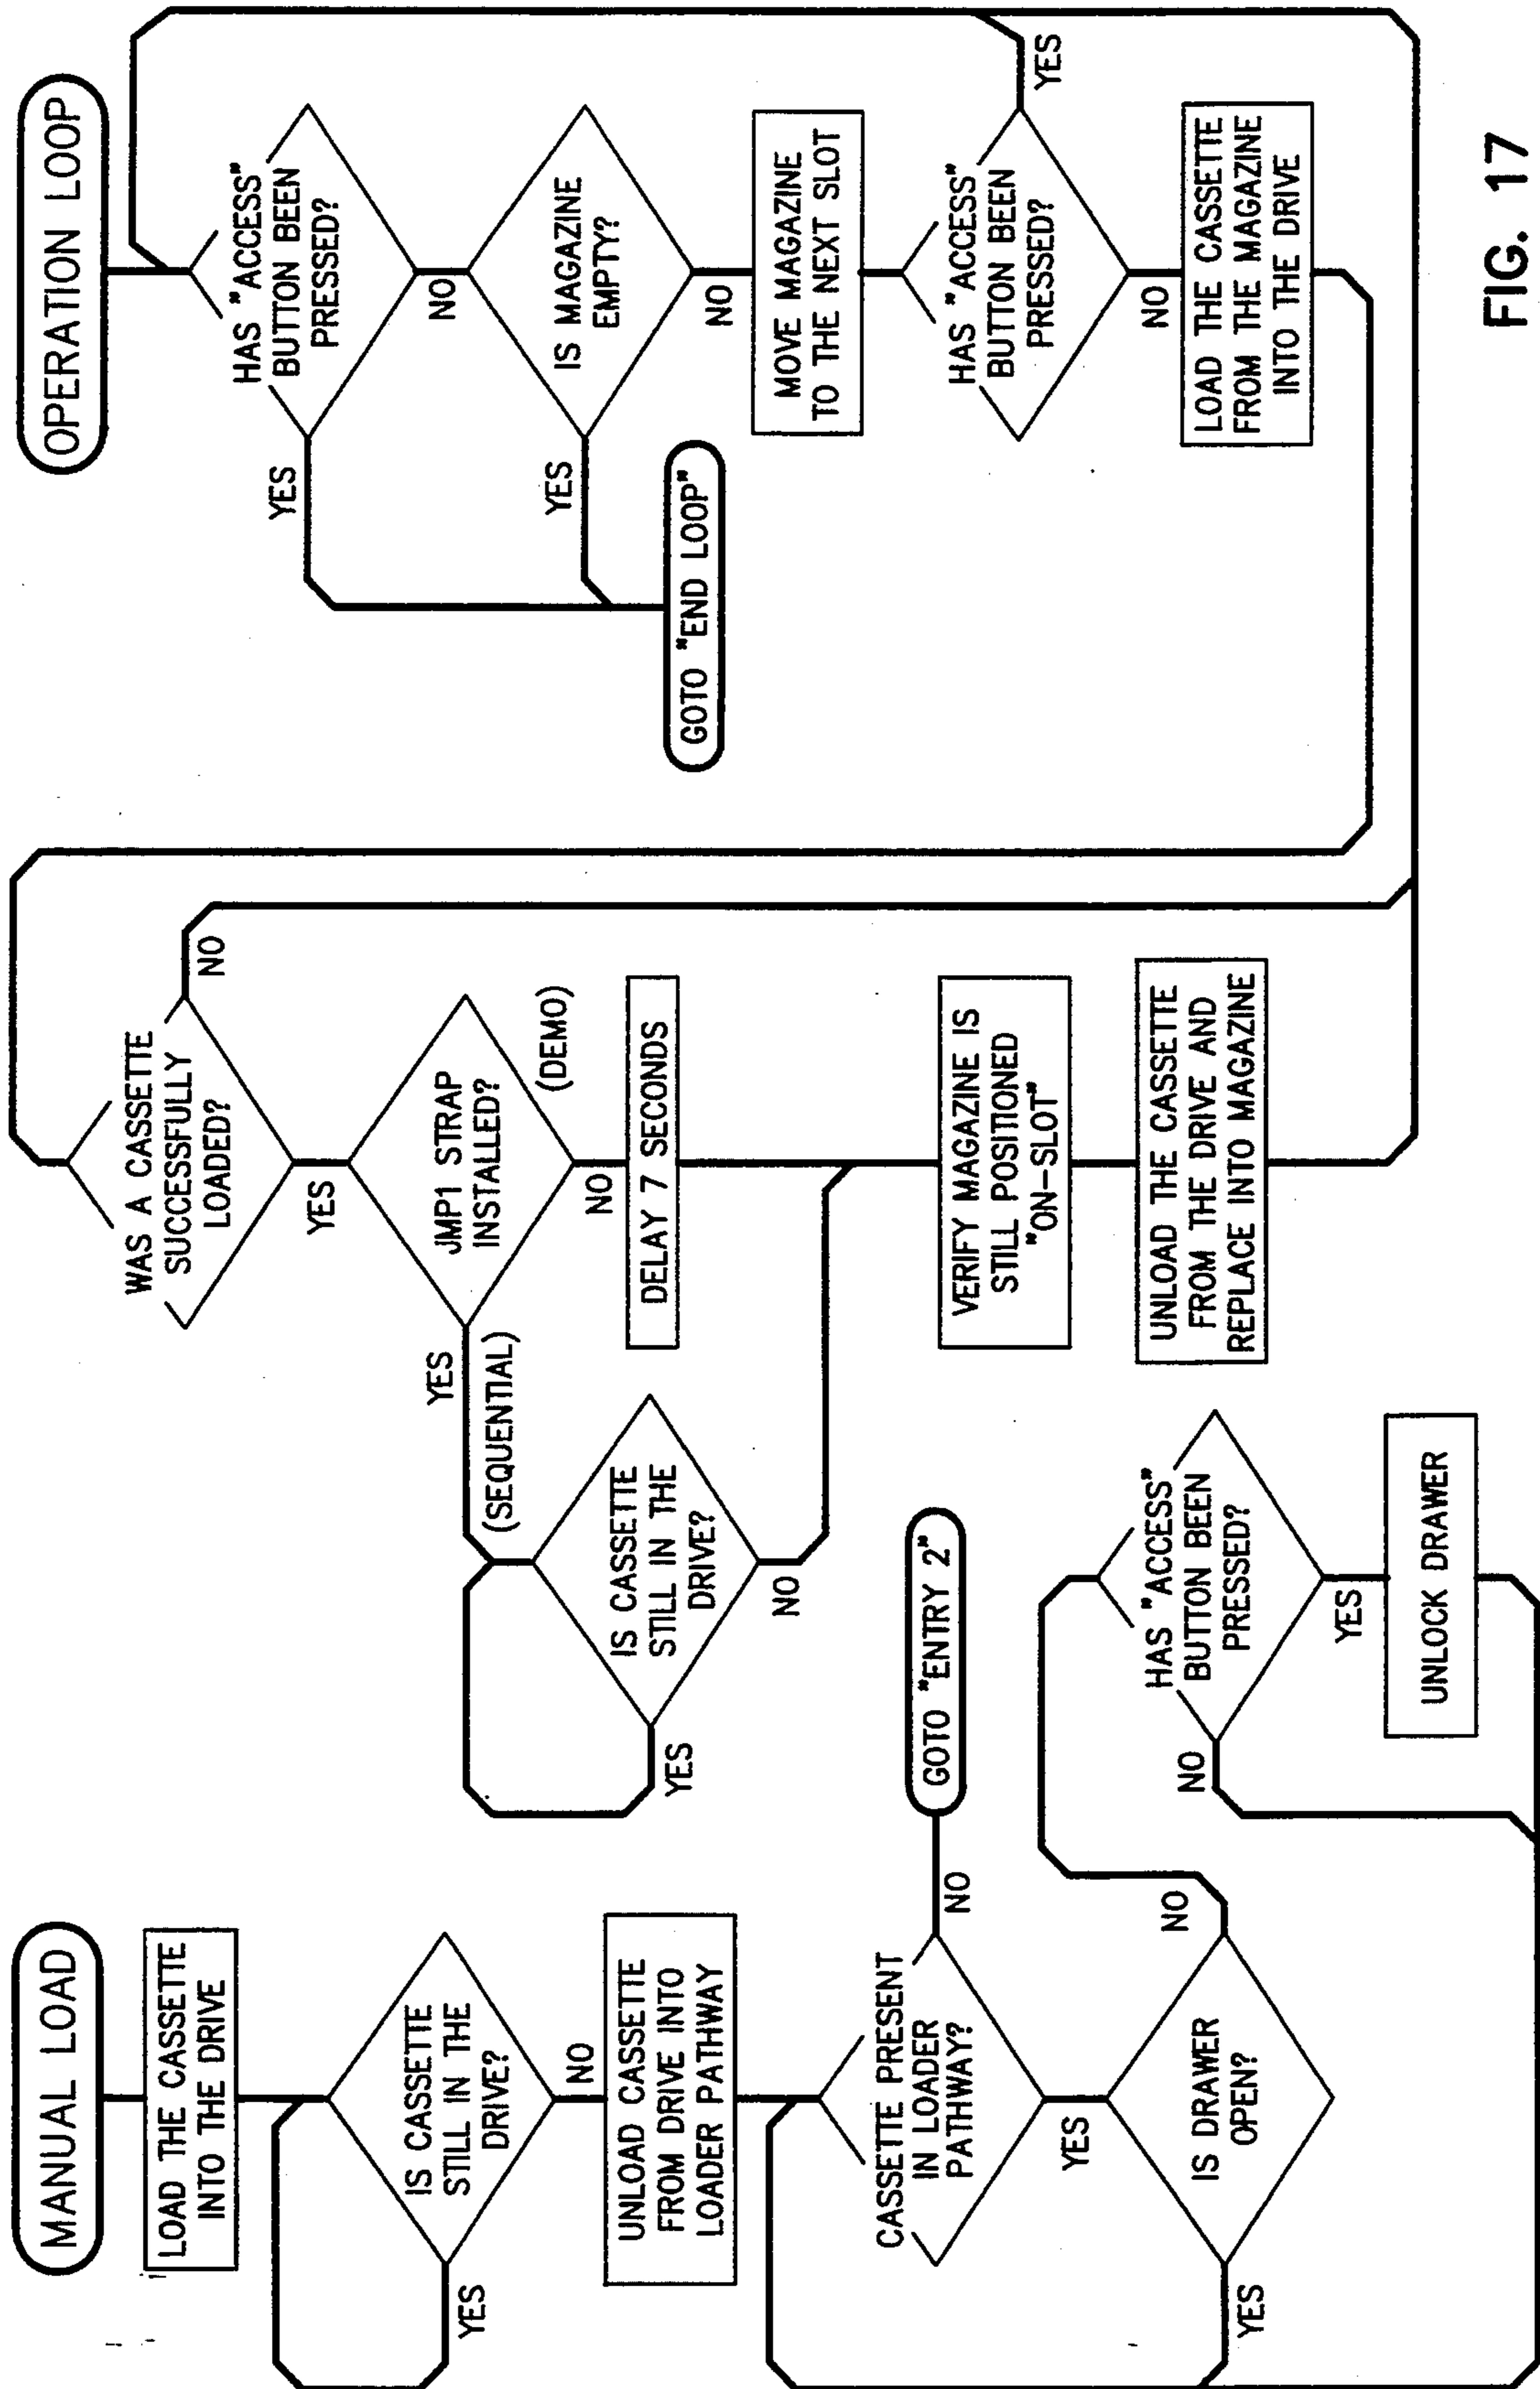 MANUAL LOAD
LOAD THE CASSETTE
INTO THE DRIVE
IS CASSETTE
STILL IN THE
DRIVE?
YES
NO
UNLOAD CASSETTE
FROM DRIVE INTO
LOADER PATHWAY
CASSETTE PRESENT
IN LOADER
PATHWAY?
NO
GOTO "ENTRY 2"
YES
IS DRAWER
OPEN?
YES
NO
HAS "ACCESS"
BUTTON BEEN
PRESSED?
NO
YES
UNLOCK DRAWER
WAS A CASSETTE
SUCCESSFULLY
LOADED?
NO
YES
JMP1 STRAP
INSTALLED?
YES
(SEQUENTIAL)
NO
(DEMO)
IS CASSETTE
STILL IN THE
DRIVE?
YES
NO
DELAY 7 SECONDS
VERIFY MAGAZINE IS
STILL POSITIONED
"ON-SLOT"
UNLOAD THE CASSETTE
FROM THE DRIVE AND
REPLACE INTO MAGAZINE
OPERATION LOOP
HAS "ACCESS"
BUTTON BEEN
PRESSED?
YES
NO
IS MAGAZINE
EMPTY?
YES
NO
GOTO "END LOOP"
MOVE MAGAZINE
TO THE NEXT SLOT
HAS "ACCESS"
BUTTON BEEN
PRESSED?
YES
NO
LOAD THE CASSETTE
FROM THE MAGAZINE
INTO THE DRIVE
FIG. 17